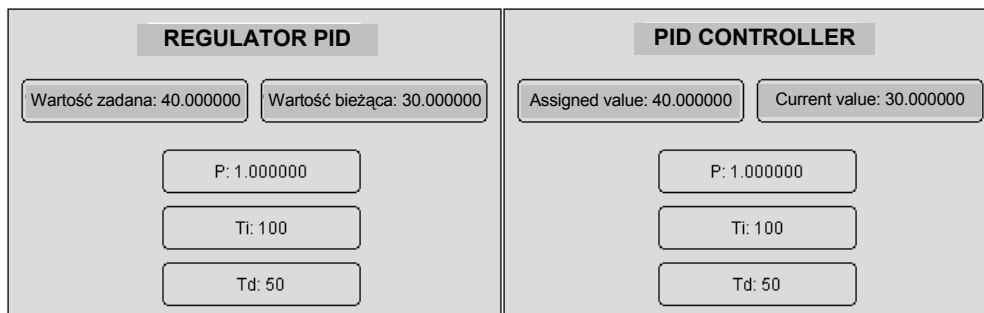 REGULATOR PID
Wartość zadana: 40.000000
Wartość bieżąca: 30.000000
P: 1.000000
Ti: 100
Td: 50
PID CONTROLLER
Assigned value: 40.000000
Current value: 30.000000
P: 1.000000
Ti: 100
Td: 50